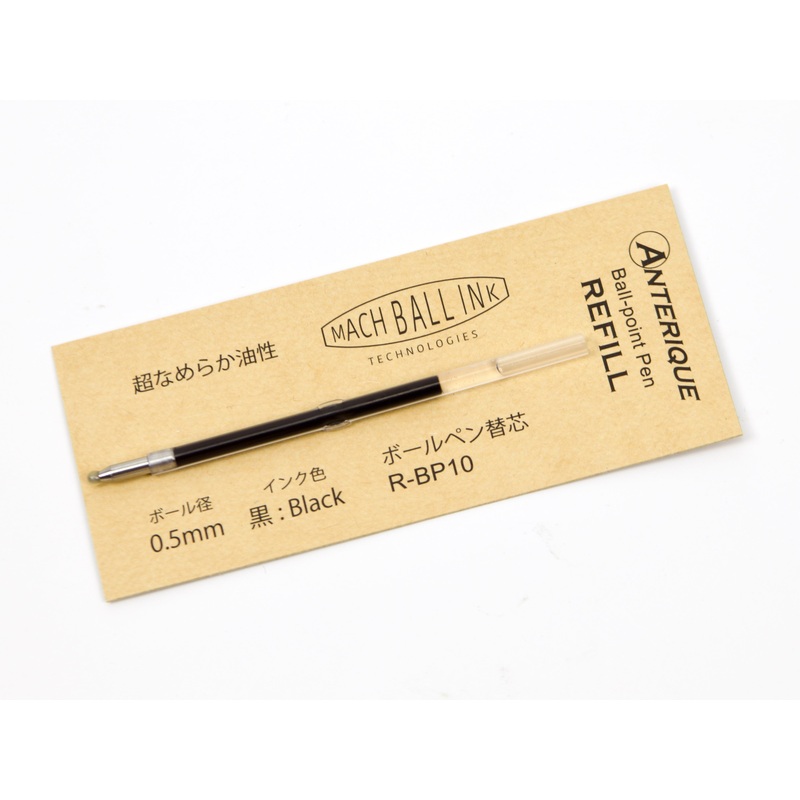 MACH BALL INK
TECHNOLOGIES
超なめらか油性
ボール径
0.5mm
インク色
黒:Black
ボールペン替芯
R-BP10
ANTERIQUE
Ball-point Pen
REFILL